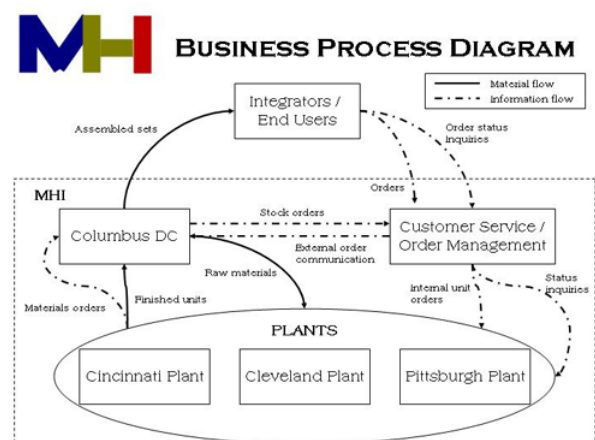 MHI
BUSINESS PROCESS DIAGRAM
Material flow
Information flow
Integrators /
End Users
Assembled sets
Order status
inquiries
Orders
MHI
Columbus DC
Stock orders
External order
communication
Customer Service /
Order Management
Raw materials
Materials orders
Finished units
Internal unit
orders
Status
inquiries
PLANTS
Cincinnati Plant
Cleveland Plant
Pittsburgh Plant